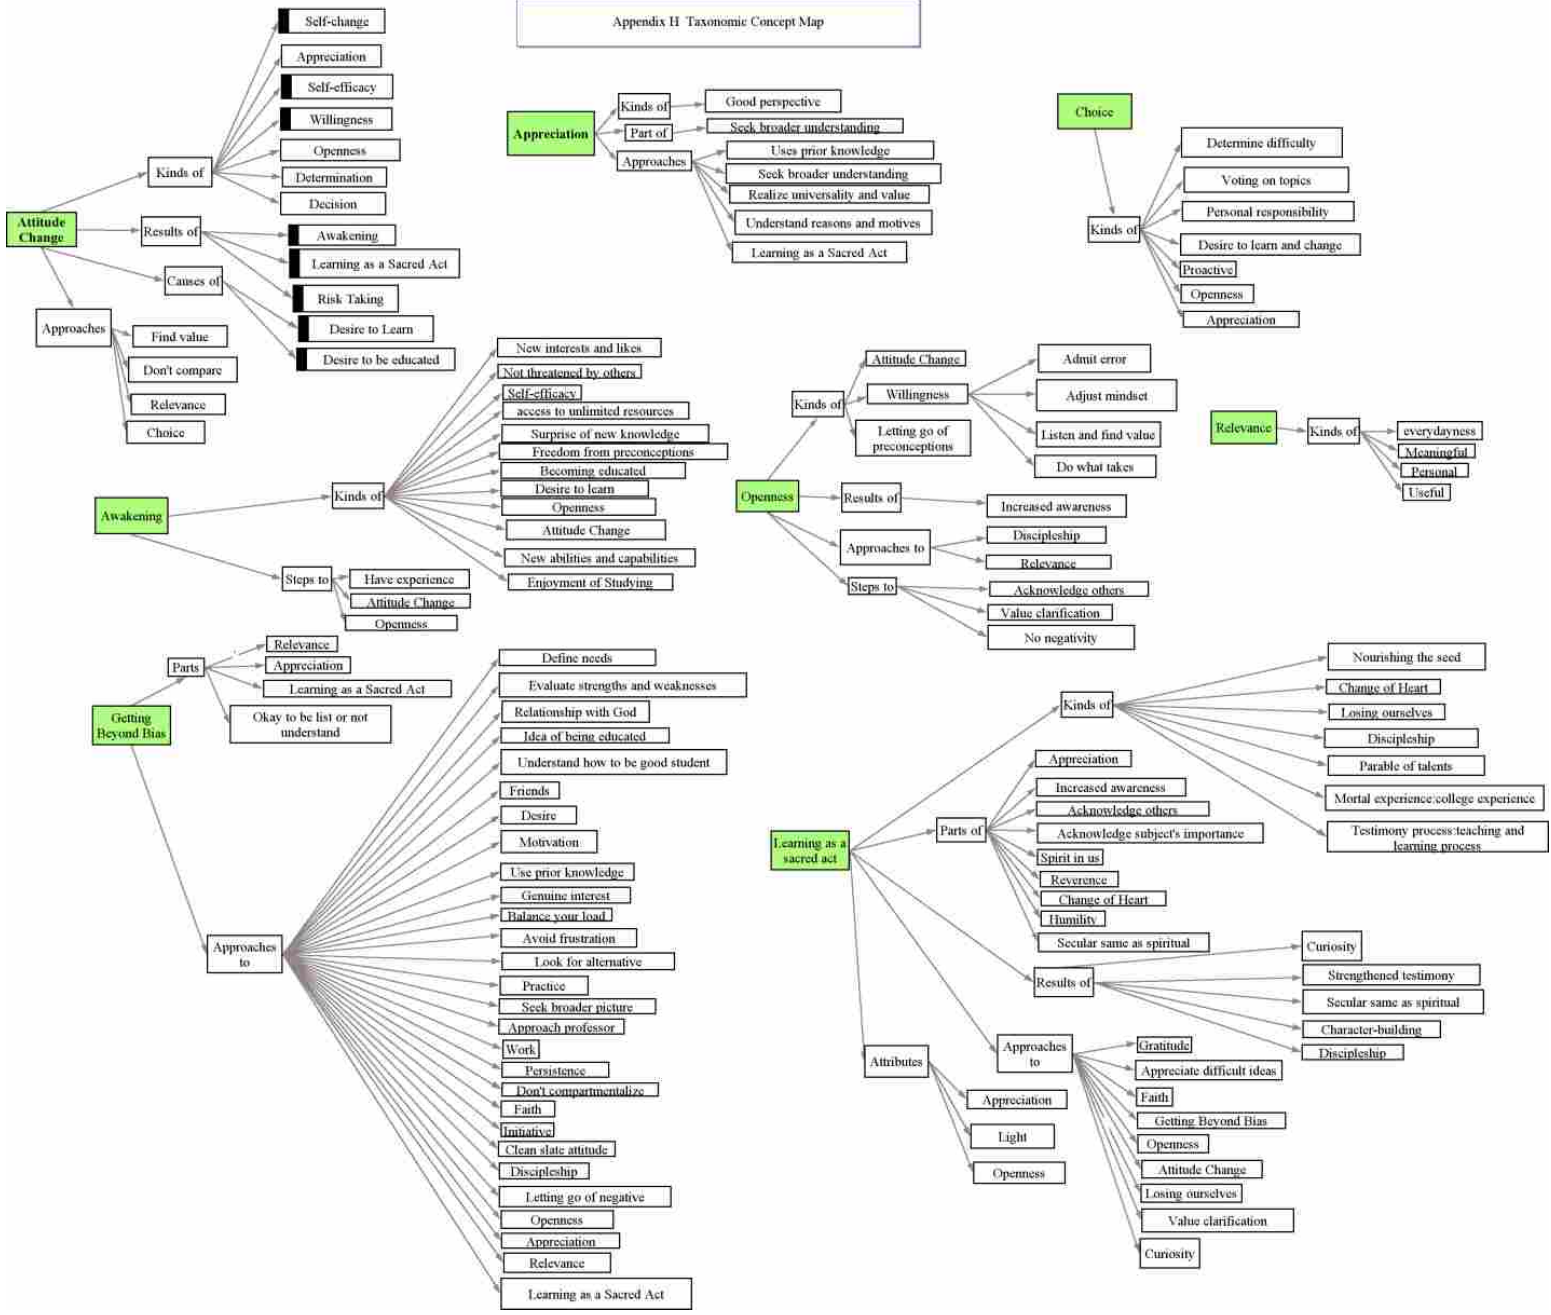 Appendix H  Taxonomic Concept Map
Attitude
Change
Kinds of
Self-change
Appreciation
Self-efficacy
Willingness
Openness
Determination
Decision
Results of
Awakening
Learning as a Sacred Act
Risk Taking
Causes of
Desire to Learn
Desire to be educated
Approaches
Find value
Don't compare
Relevance
Choice
Appreciation
Kinds of
Good perspective
Part of
Seek broader understanding
Approaches
Uses prior knowledge
Seek broader understanding
Realize universality and value
Understand reasons and motives
Learning as a Sacred Act
Choice
Kinds of
Determine difficulty
Voting on topics
Personal responsibility
Desire to learn and change
Proactive
Openness
Appreciation
Awakening
Kinds of
New interests and likes
Not threatened by others
Self-efficacy
access to unlimited resources
Surprise of new knowledge
Freedom from preconceptions
Becoming educated
Desire to learn
Openness
Attitude Change
New abilities and capabilities
Enjoyment of Studying
Steps to
Have experience
Attitude Change
Openness
Openness
Kinds of
Attitude Change
Willingness
Admit error
Adjust mindset
Listen and find value
Do what takes
Letting go of
preconceptions
Results of
Increased awareness
Approaches to
Discipleship
Relevance
Steps to
Acknowledge others
Value clarification
No negativity
Relevance
Kinds of
everydayness
Meaningful
Personal
Useful
Getting
Beyond Bias
Parts
Relevance
Appreciation
Learning as a Sacred Act
Okay to be list or not
understand
Approaches
to
Define needs
Evaluate strengths and weaknesses
Relationship with God
Idea of being educated
Understand how to be good student
Friends
Desire
Motivation
Use prior knowledge
Genuine interest
Balance your load
Avoid frustration
Look for alternative
Practice
Seek broader picture
Approach professor
Work
Persistence
Don't compartmentalize
Faith
Initiative
Clean slate attitude
Discipleship
Letting go of negative
Openness
Appreciation
Relevance
Learning as a Sacred Act
Learning as a
sacred act
Kinds of
Nourishing the seed
Change of Heart
Losing ourselves
Discipleship
Parable of talents
Mortal experience:college experience
Testimony process:teaching and
learning process
Parts of
Appreciation
Increased awareness
Acknowledge others
Acknowledge subject's importance
Spirit in us
Reverence
Change of Heart
Humility
Secular same as spiritual
Results of
Curiosity
Strengthened testimony
Secular same as spiritual
Character-building
Discipleship
Approaches
to
Gratitude
Appreciate difficult ideas
Faith
Getting Beyond Bias
Openness
Attitude Change
Losing ourselves
Value clarification
Curiosity
Attributes
Appreciation
Light
Openness